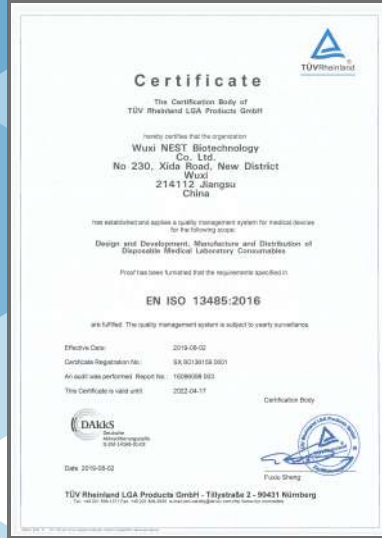 TÜVRheinland
Certificate
The Certification Body of
TÜV Rheinland LGA Products GmbH
hereby certifies that the organization
Wuxi NEST Biotechnology
Co. Ltd.
No 230, Xida Road, New District
Wuxi
214112 Jiangsu
China
has established and applies a quality management system for medical devices
for the following scope:
Design and Development, Manufacture and Distribution of
Disposable Medical Laboratory Consumables
Proof has been furnished that the requirements specified in
EN ISO 13485:2016
are fulfilled. The quality management system is subject to yearly surveillance.
Effective Date: 2019-08-02
Certificate Registration No.:
An audit was performed. Report No.:
This Certificate is valid until: 2022-04-17
Certification Body
DAkkS
Deutsche
Akkreditierungsstelle
Date 2019-08-02
Fuxiu Sheng
TÜV Rheinland LGA Products GmbH - Tillystraße 2 - 90431 Nürnberg